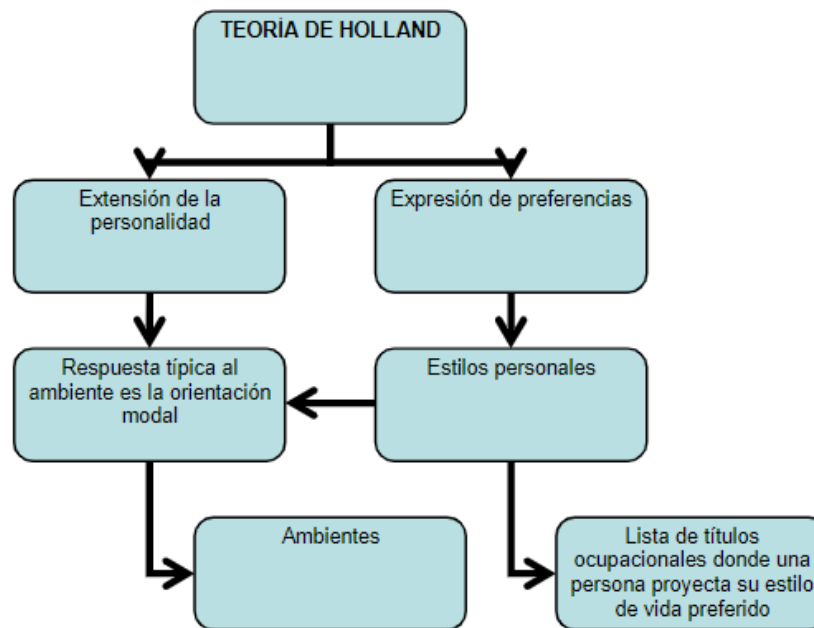 TEORÍA DE HOLLAND
Extensión de la
personalidad
Expresión de preferencias
Respuesta típica al
ambiente es la orientación
modal
Estilos personales
Ambientes
Lista de títulos
ocupacionales donde una
persona proyecta su estilo
de vida preferido